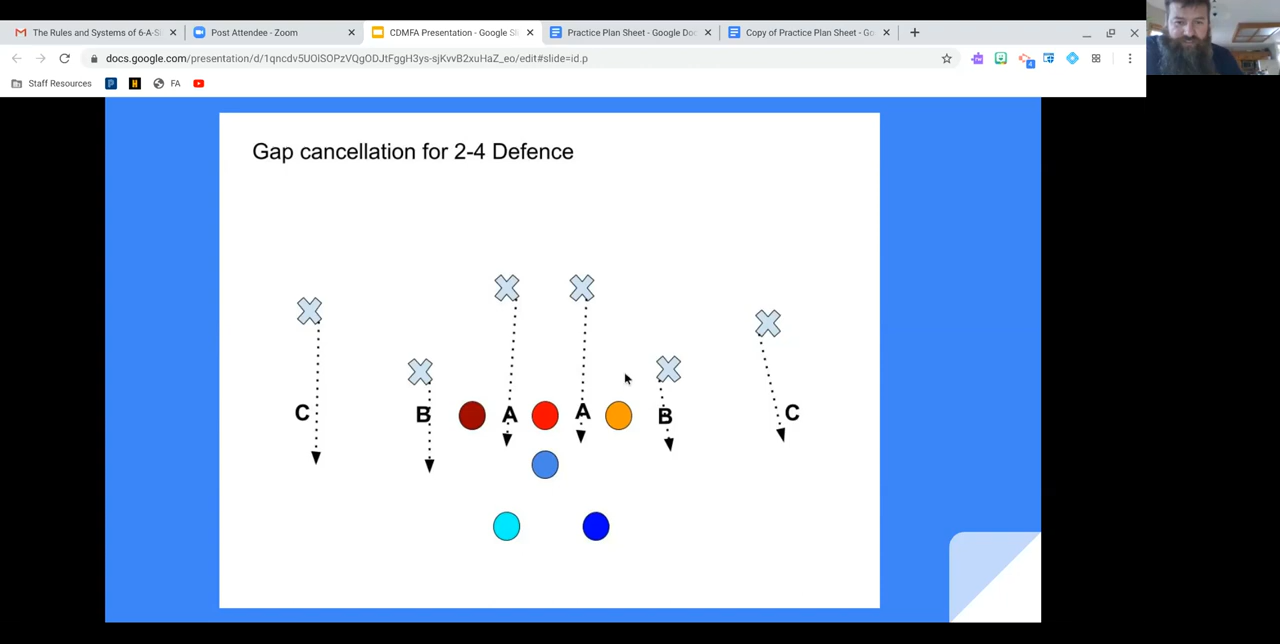 The Rules and Systems of 6-A-Si
Post Attendee - Zoom
CDMFA Presentation - Google Sl
Practice Plan Sheet - Google Doc
Copy of Practice Plan Sheet - Go
docs.google.com/presentation/d/1qncdv5UOlSOPzVQgODJtFggH3ys-sjKvvB2xuHaZ_eo/edit#slide=id.p
Staff Resources
P
H
FA
Gap cancellation for 2-4 Defence
C B A A B C